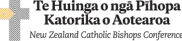 Te Huinga o ngā Pīhopa
Katorika o Aotearoa
New Zealand Catholic Bishops Conference